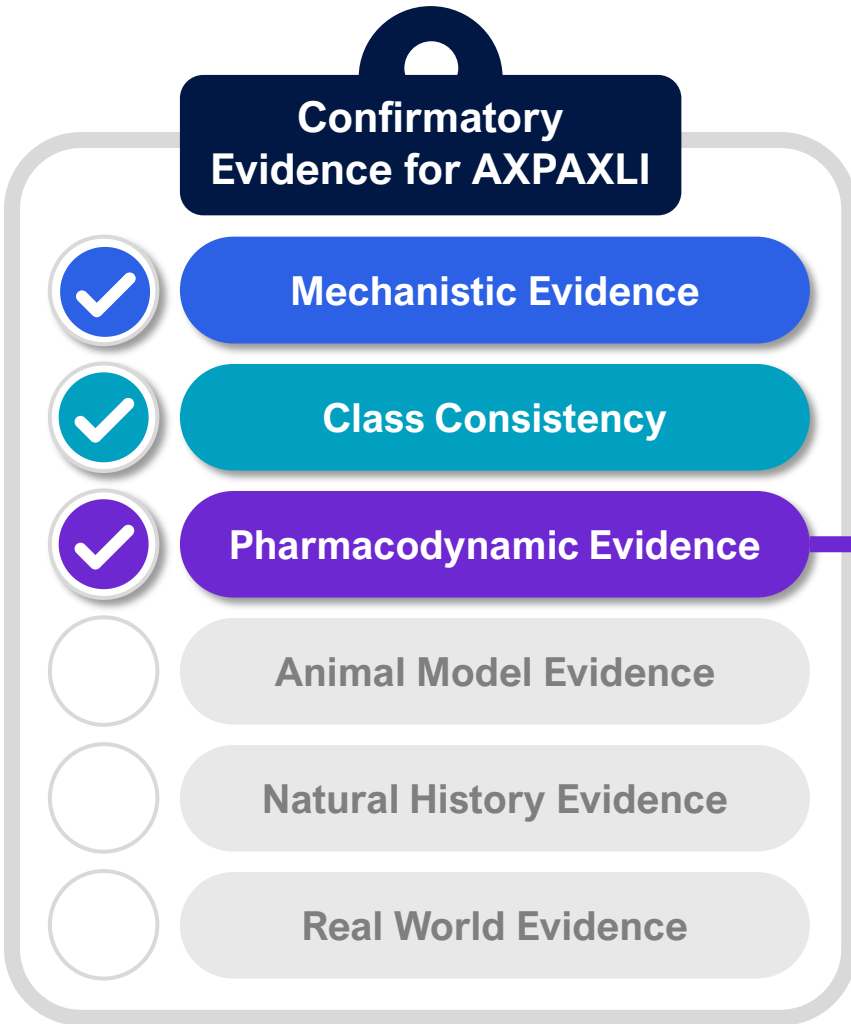 Confirmatory
Evidence for AXPAXLI
Mechanistic Evidence
Class Consistency
Pharmacodynamic Evidence
Animal Model Evidence
Natural History Evidence
Real World Evidence